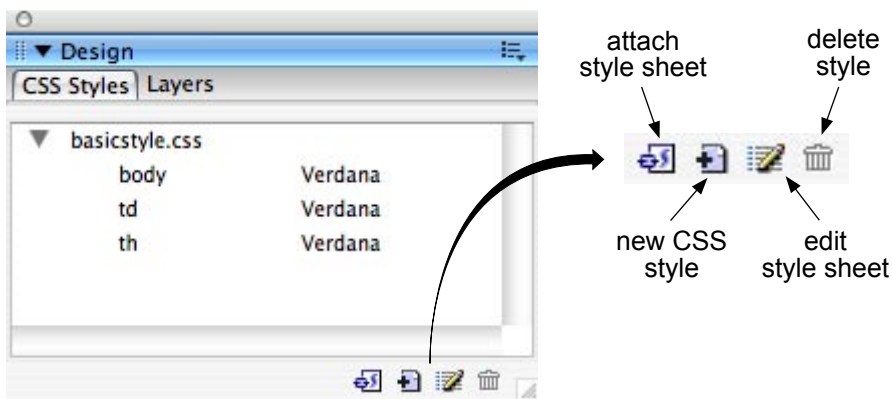 Design
CSS Styles Layers
basicstyle.css
body Verdana
td Verdana
th Verdana
attach
style sheet
delete
style
new CSS
style
edit
style sheet